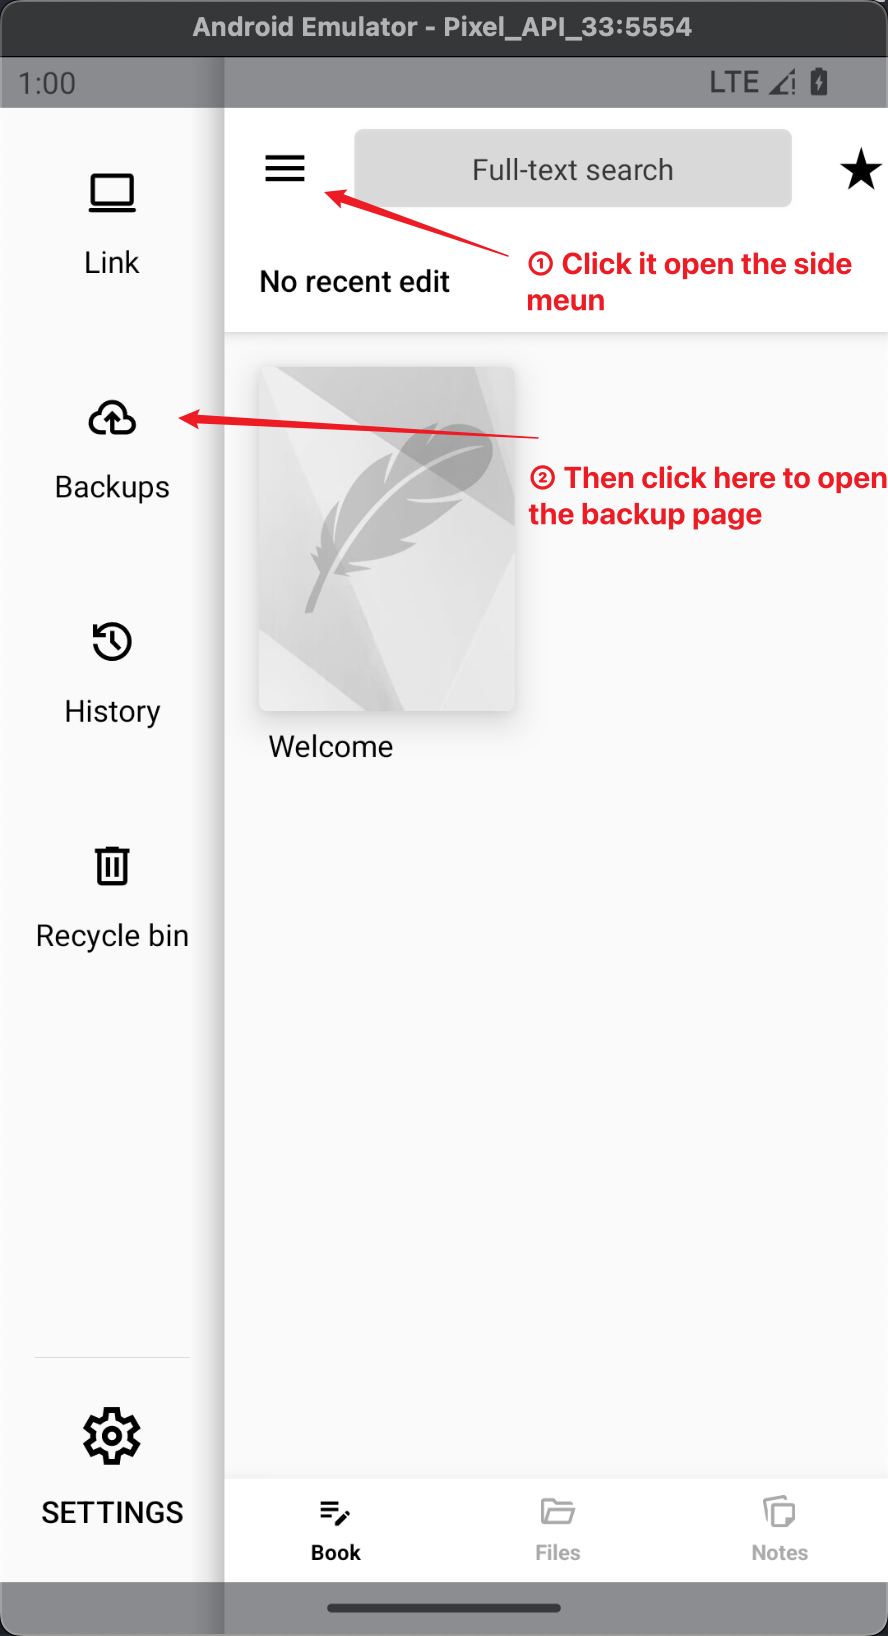 Android Emulator - Pixel_API_33:5554
1:00
LTE
Full-text search
No recent edit
① Click it open the side
meun
Link
Backups
② Then click here to open
the backup page
History
Welcome
Recycle bin
SETTINGS
Book
Files
Notes